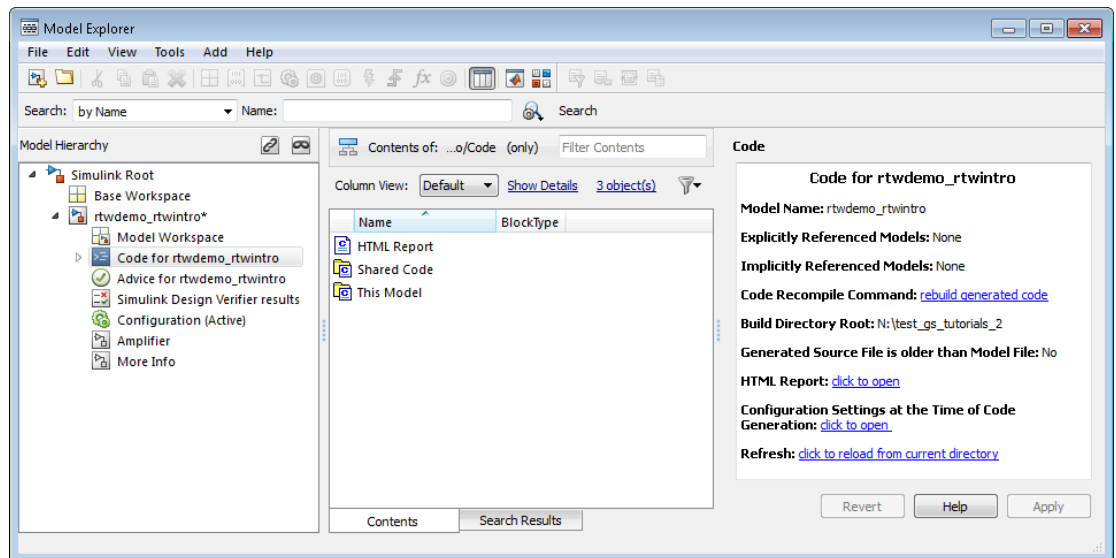 Model Explorer
File Edit View Tools Add Help
fx
Search: by Name Name: Search
Model Hierarchy
Simulink Root
Base Workspace
rtwdemo_rtwintro*
Model Workspace
Code for rtwdemo_rtwintro
Advice for rtwdemo_rtwintro
Simulink Design Verifier results
Configuration (Active)
Amplifier
More Info
Contents of: ...o/Code (only) Filter Contents
Column View: Default Show Details 3 object(s)
Name BlockType
HTML Report
Shared Code
This Model
Contents Search Results
Code
Code for rtwdemo_rtwintro
Model Name: rtwdemo_rtwintro
Explicitly Referenced Models: None
Implicitly Referenced Models: None
Code Recompile Command: rebuild generated code
Build Directory Root: N:\test_gs_tutorials_2
Generated Source File is older than Model File: No
HTML Report: click to open
Configuration Settings at the Time of Code
Generation: click to open
Refresh: click to reload from current directory
Revert Help Apply